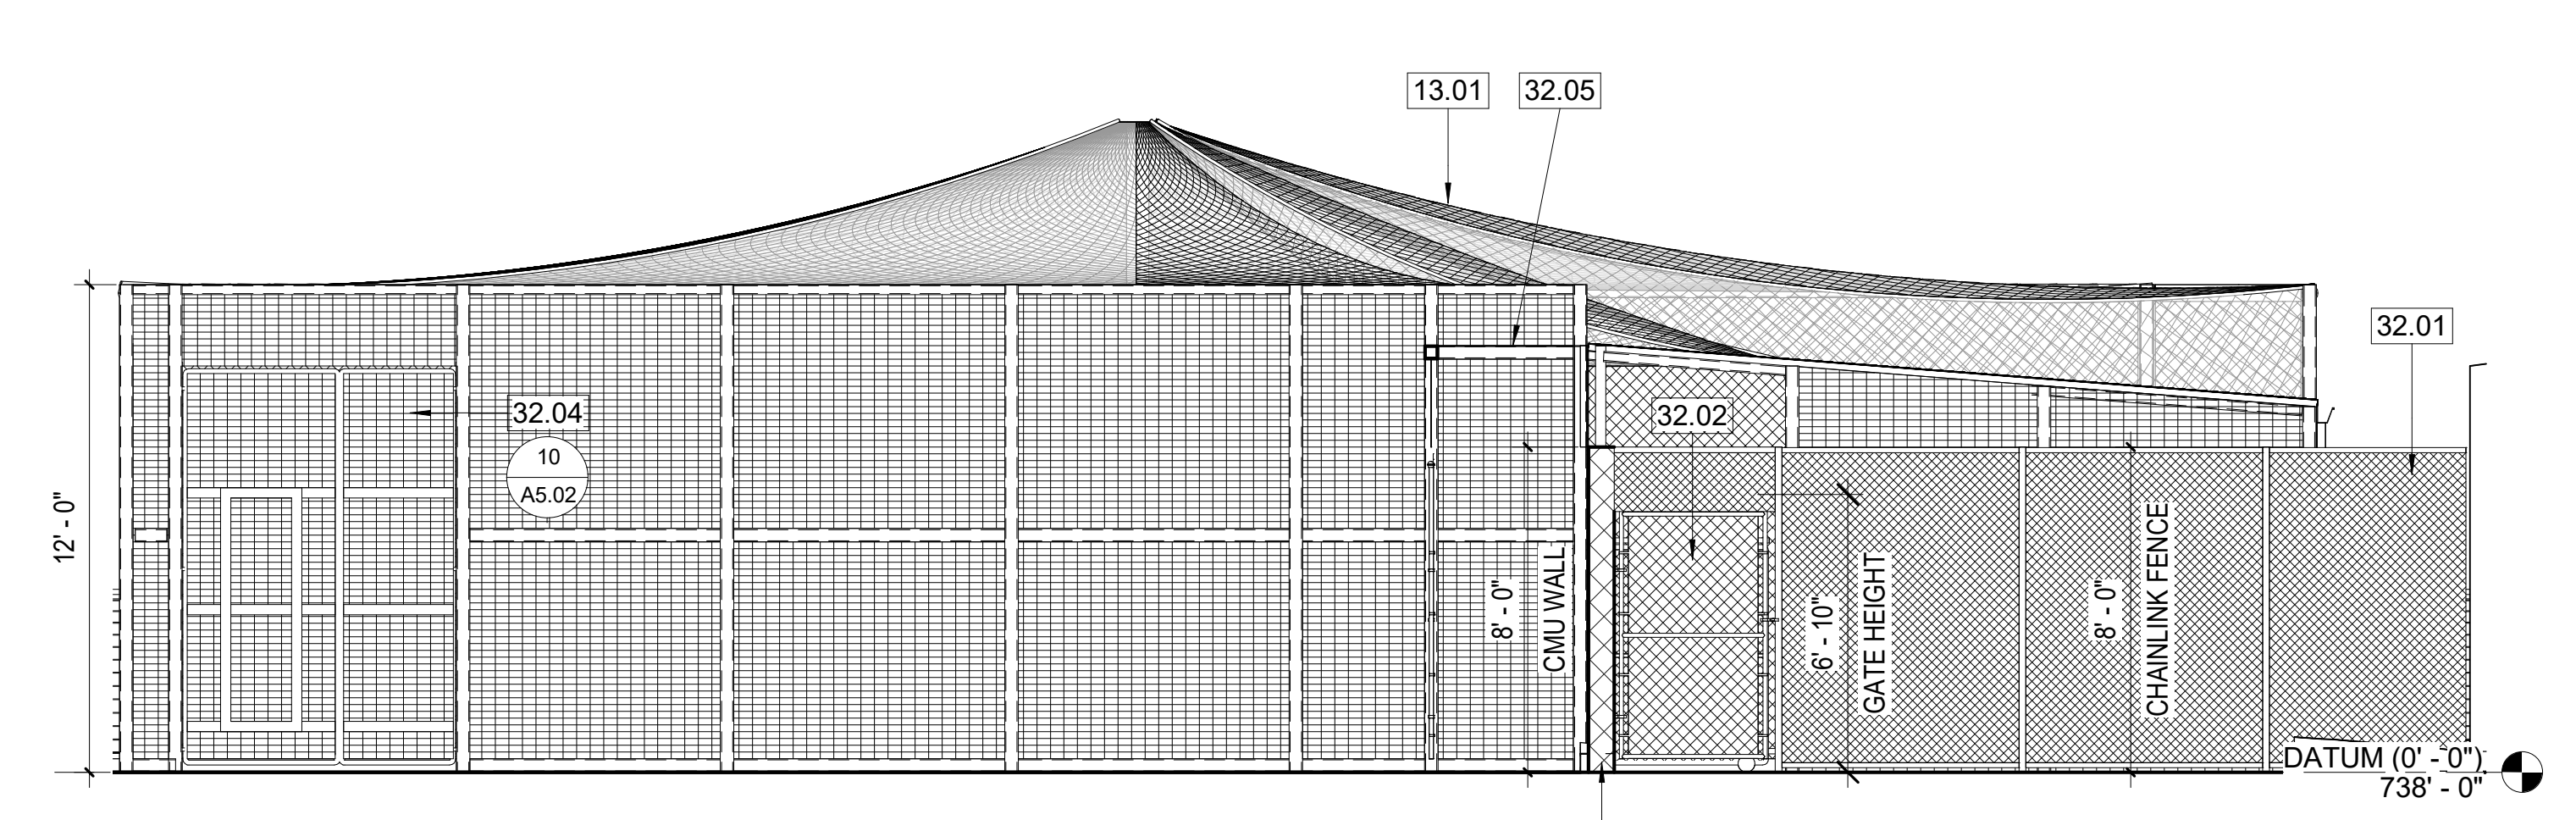 13.01
32.05
32.01
32.04
32.02
10
A5.02
12' - 0"
8' - 0"
CMU WALL
6' - 10"
GATE HEIGHT
8' - 0"
CHAINLINK FENCE
DATUM (0' - 0")
738' - 0"